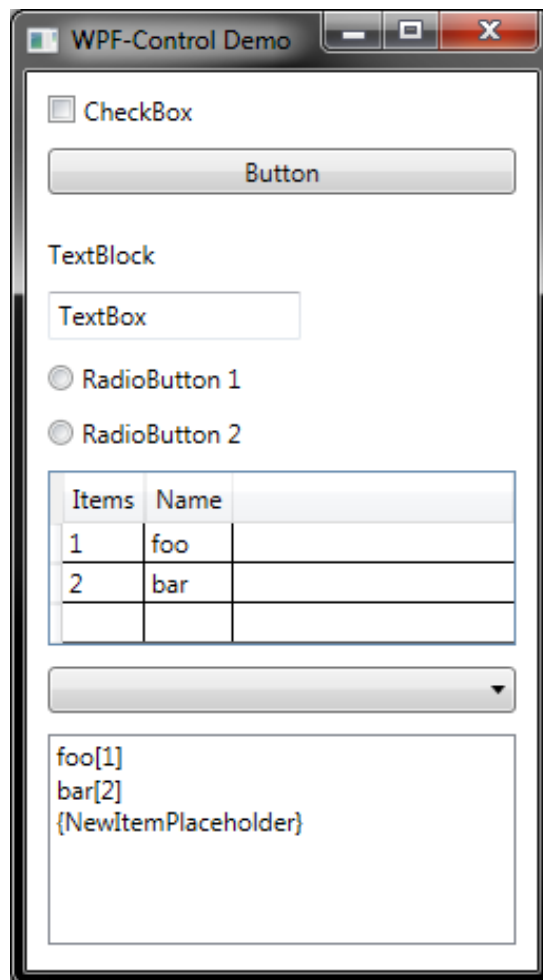 WPF-Control Demo
CheckBox
Button
TextBlock
TextBox
RadioButton 1
RadioButton 2
Items Name
1 foo
2 bar
foo[1]
bar[2]
{NewItemPlaceholder}